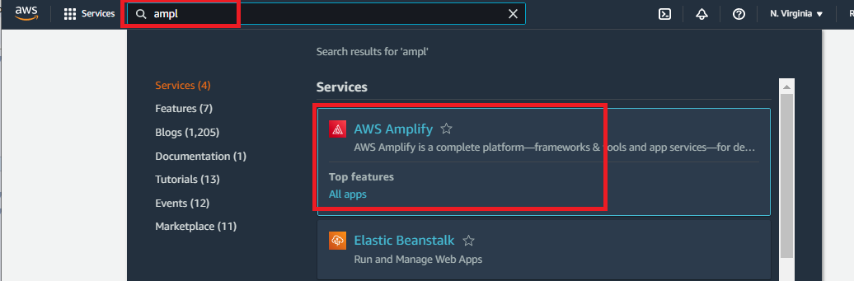 aws
Services
ampl
N. Virginia
Search results for 'ampl'
Services (4)
Features (7)
Blogs (1,205)
Documentation (1)
Tutorials (13)
Events (12)
Marketplace (11)
Services
AWS Amplify
AWS Amplify is a complete platform—frameworks & tools and app services—for de...
Top features
All apps
Elastic Beanstalk
Run and Manage Web Apps